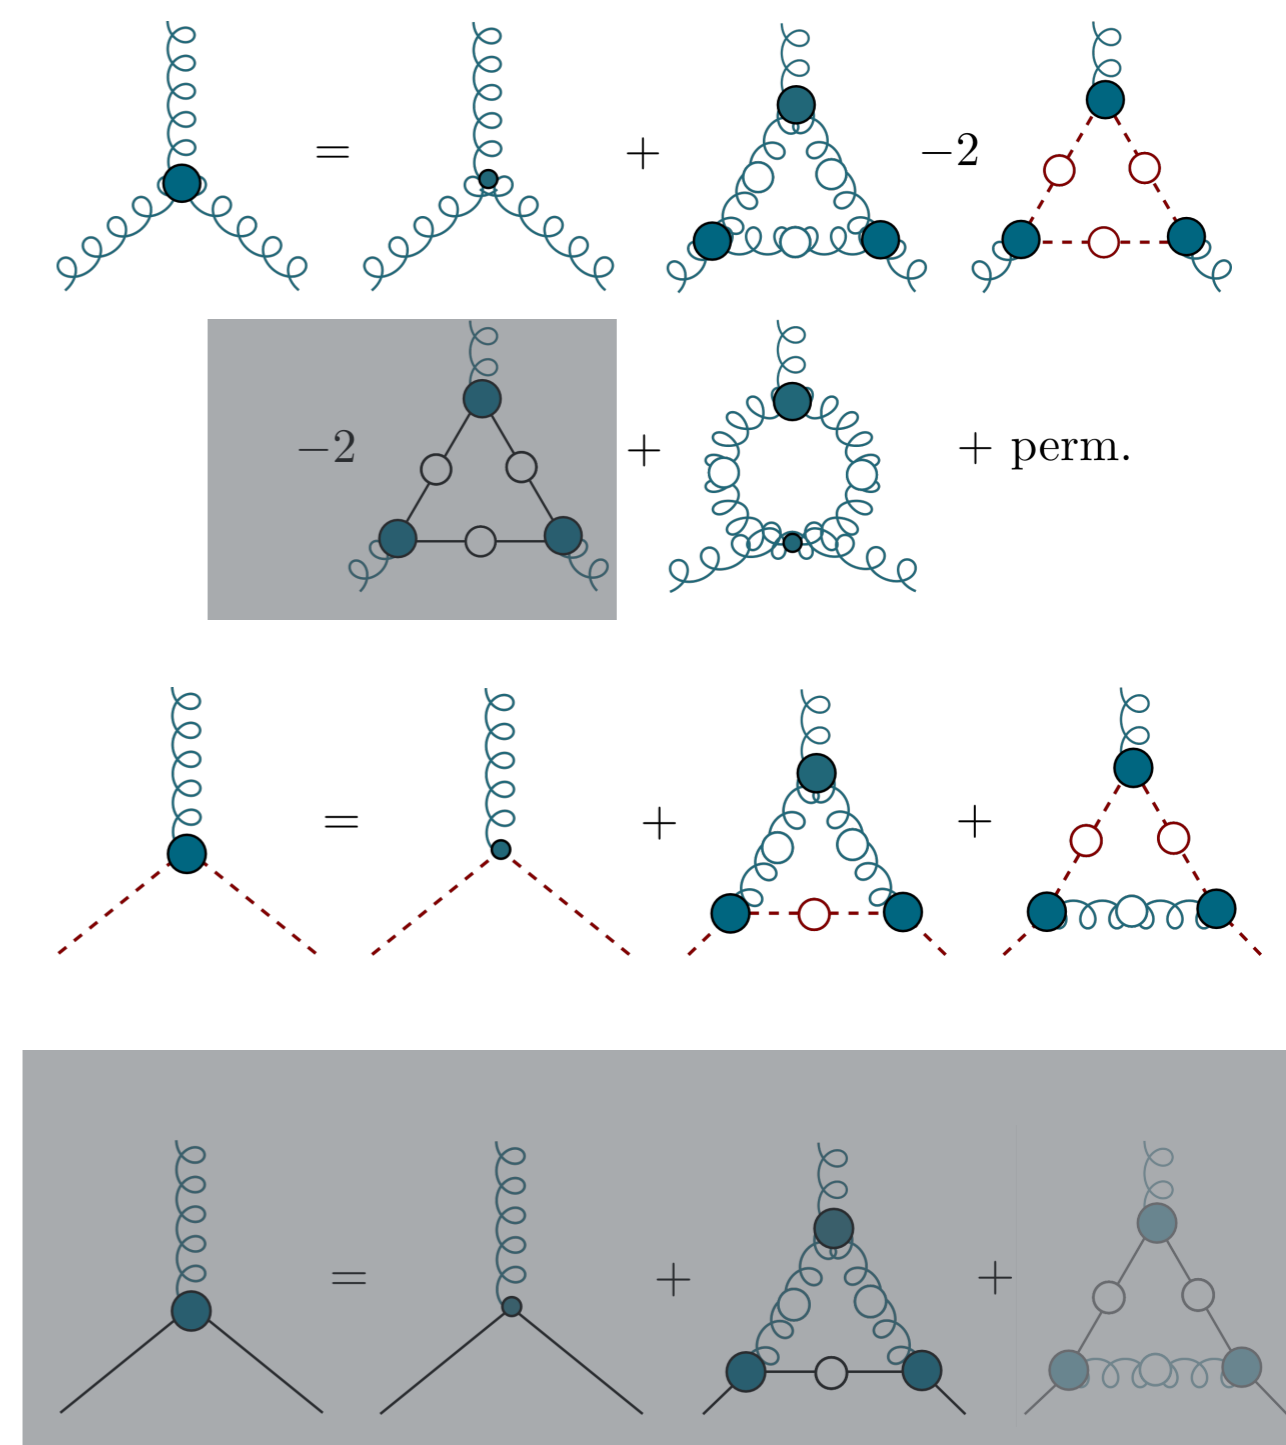 = + −2
−2 + + perm.
= + +
= + +